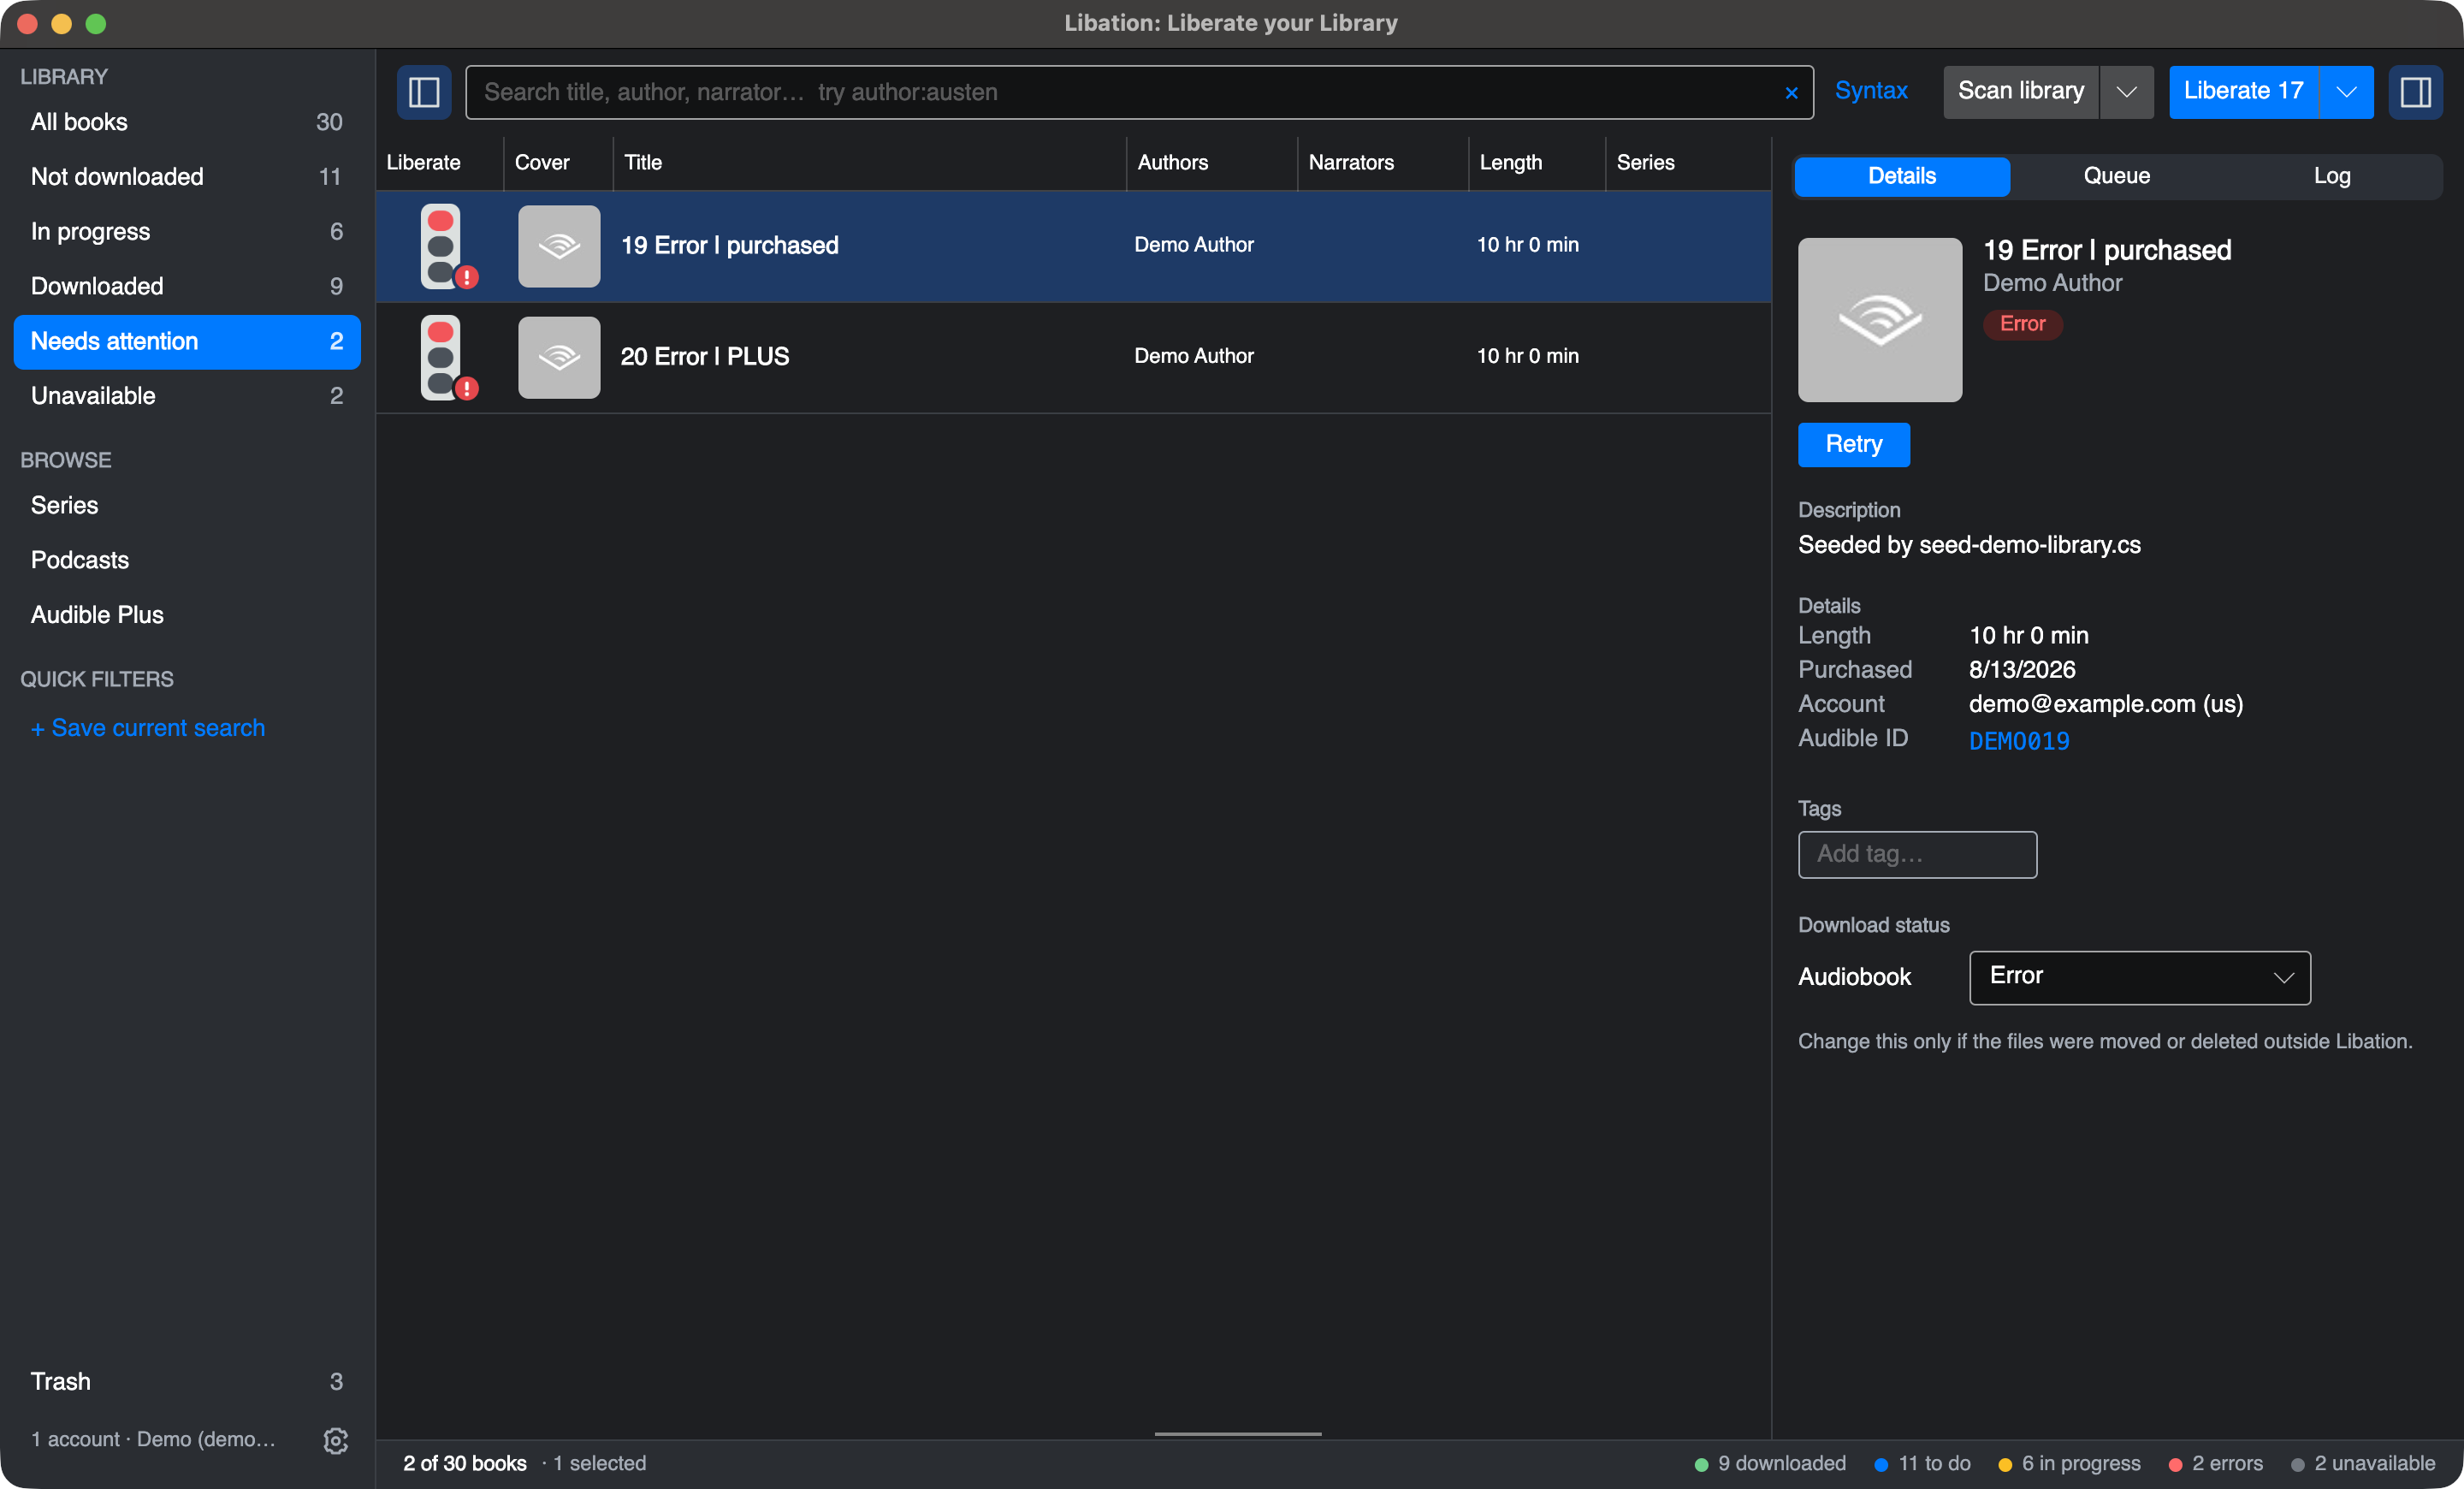 Libation: Liberate your Library
LIBRARY
All books 30
Not downloaded 11
In progress 6
Downloaded 9
Needs attention 2
Unavailable 2
BROWSE
Series
Podcasts
Audible Plus
QUICK FILTERS
+ Save current search
Trash 3
1 account · Demo (demo…
Search title, author, narrator… try author:austen ×
Syntax
Scan library
Liberate 17
Liberate Cover Title Authors Narrators Length Series
19 Error | purchased Demo Author 10 hr 0 min
20 Error | PLUS Demo Author 10 hr 0 min
Details Queue Log
19 Error | purchased
Demo Author
Error
Retry
Description
Seeded by seed-demo-library.cs
Details
Length 10 hr 0 min
Purchased 8/13/2026
Account demo@example.com (us)
Audible ID DEMO019
Tags
Add tag…
Download status
Audiobook Error
Change this only if the files were moved or deleted outside Libation.
2 of 30 books · 1 selected
9 downloaded 11 to do 6 in progress 2 errors 2 unavailable